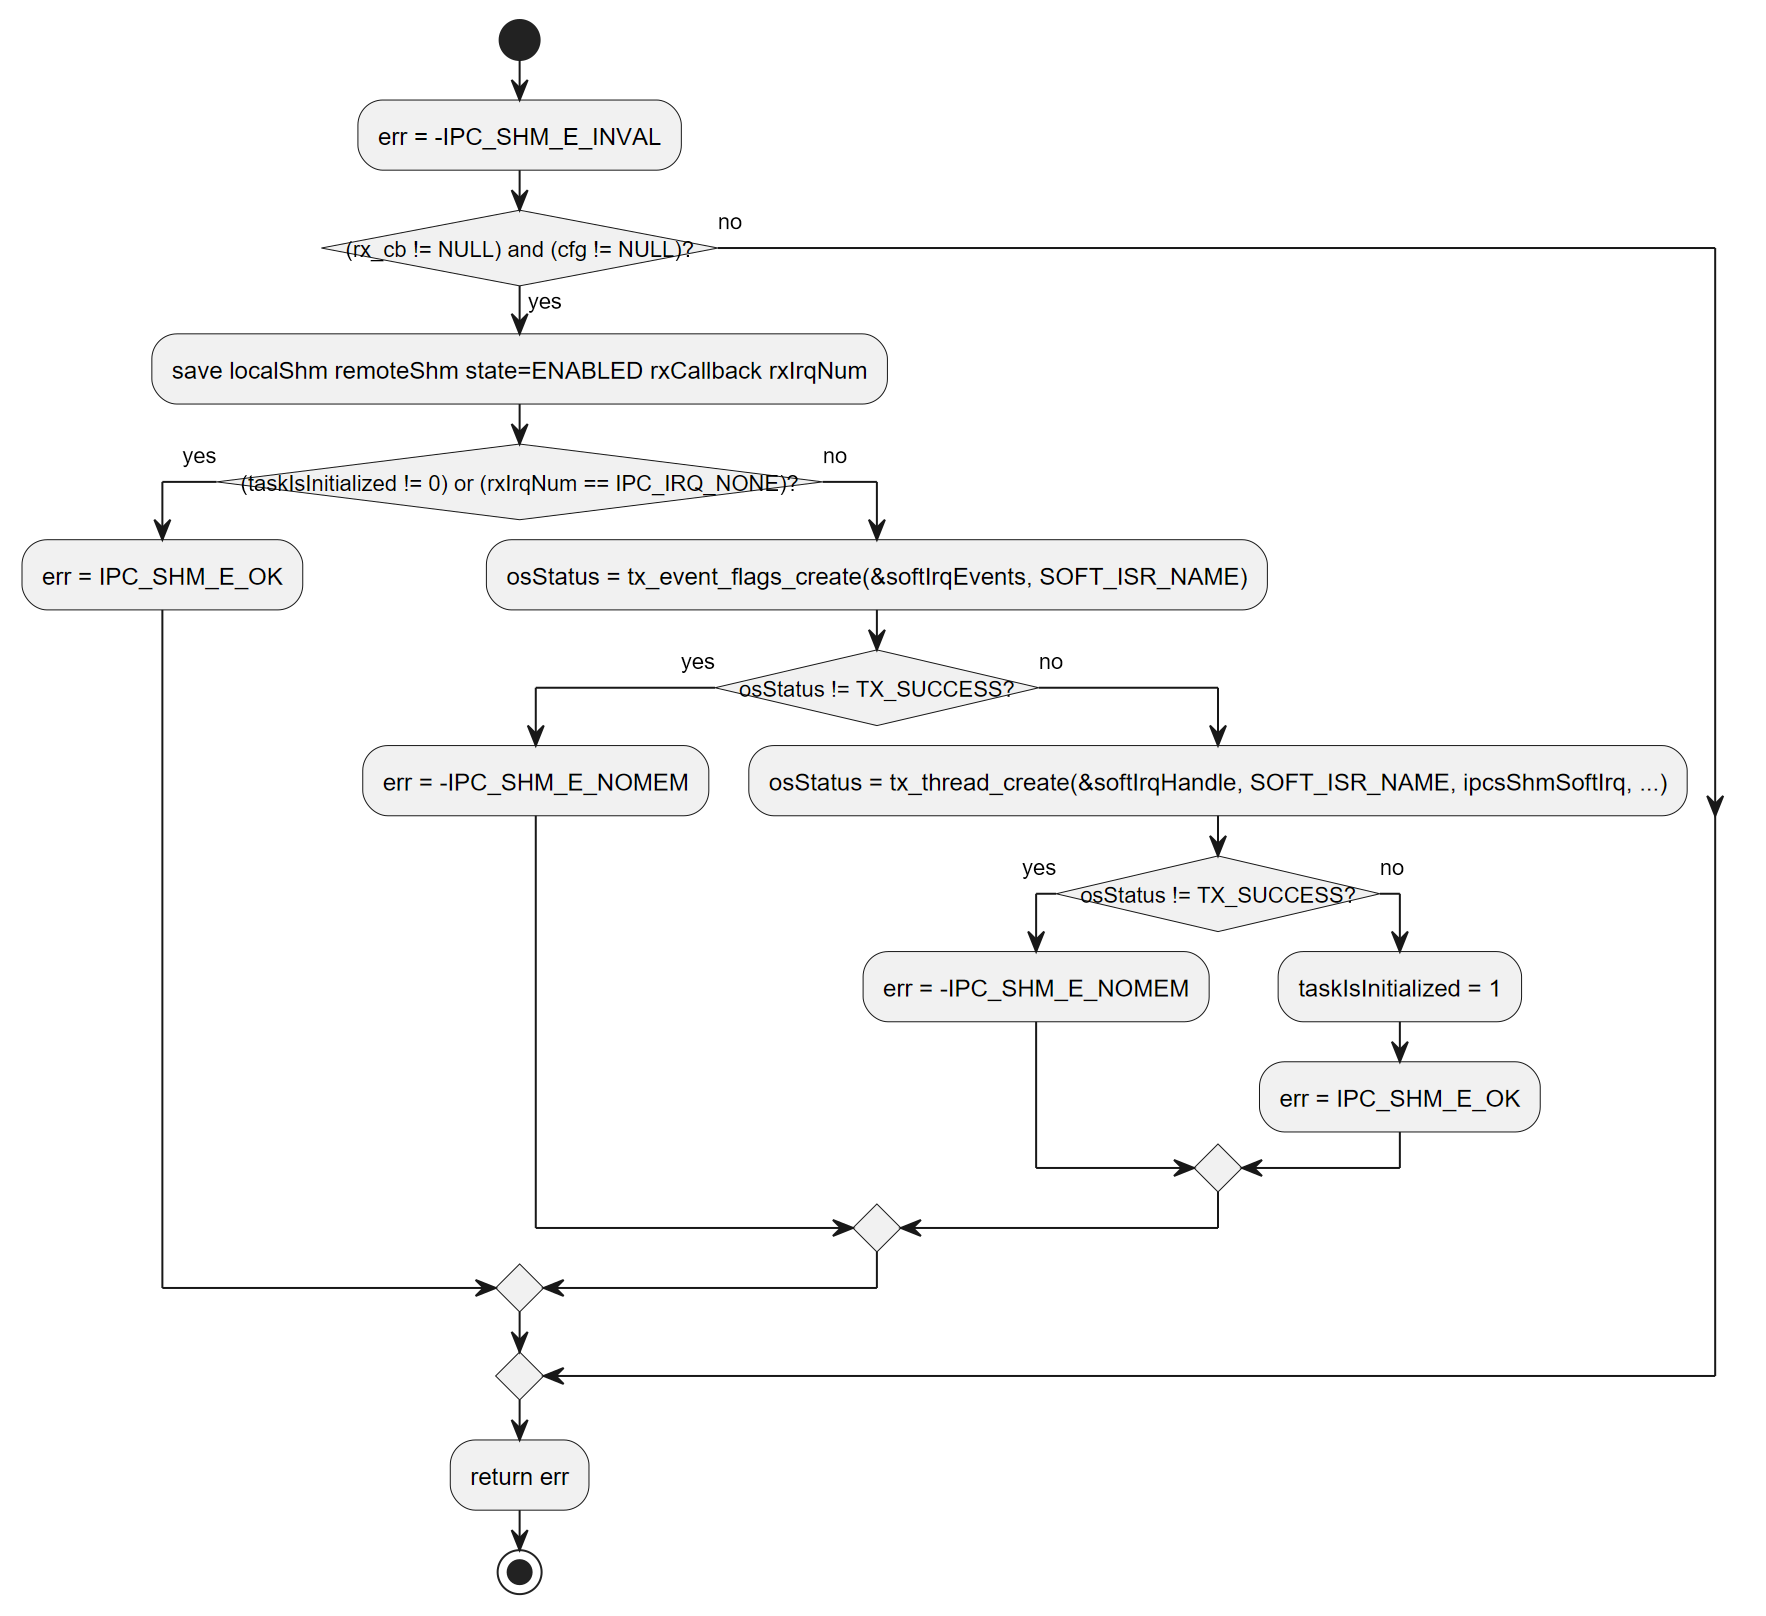 err = -IPC_SHM_E_INVAL
(rx_cb != NULL) and (cfg != NULL)?
no
yes
save localShm remoteShm state=ENABLED rxCallback rxIrqNum
yes
(taskIsInitialized != 0) or (rxIrqNum == IPC_IRQ_NONE)?
no
err = IPC_SHM_E_OK
osStatus = tx_event_flags_create(&softIrqEvents, SOFT_ISR_NAME)
yes
osStatus != TX_SUCCESS?
no
err = -IPC_SHM_E_NOMEM
osStatus = tx_thread_create(&softIrqHandle, SOFT_ISR_NAME, ipcsShmSoftIrq, ...)
yes
osStatus != TX_SUCCESS?
no
err = -IPC_SHM_E_NOMEM
taskIsInitialized = 1
err = IPC_SHM_E_OK
return err